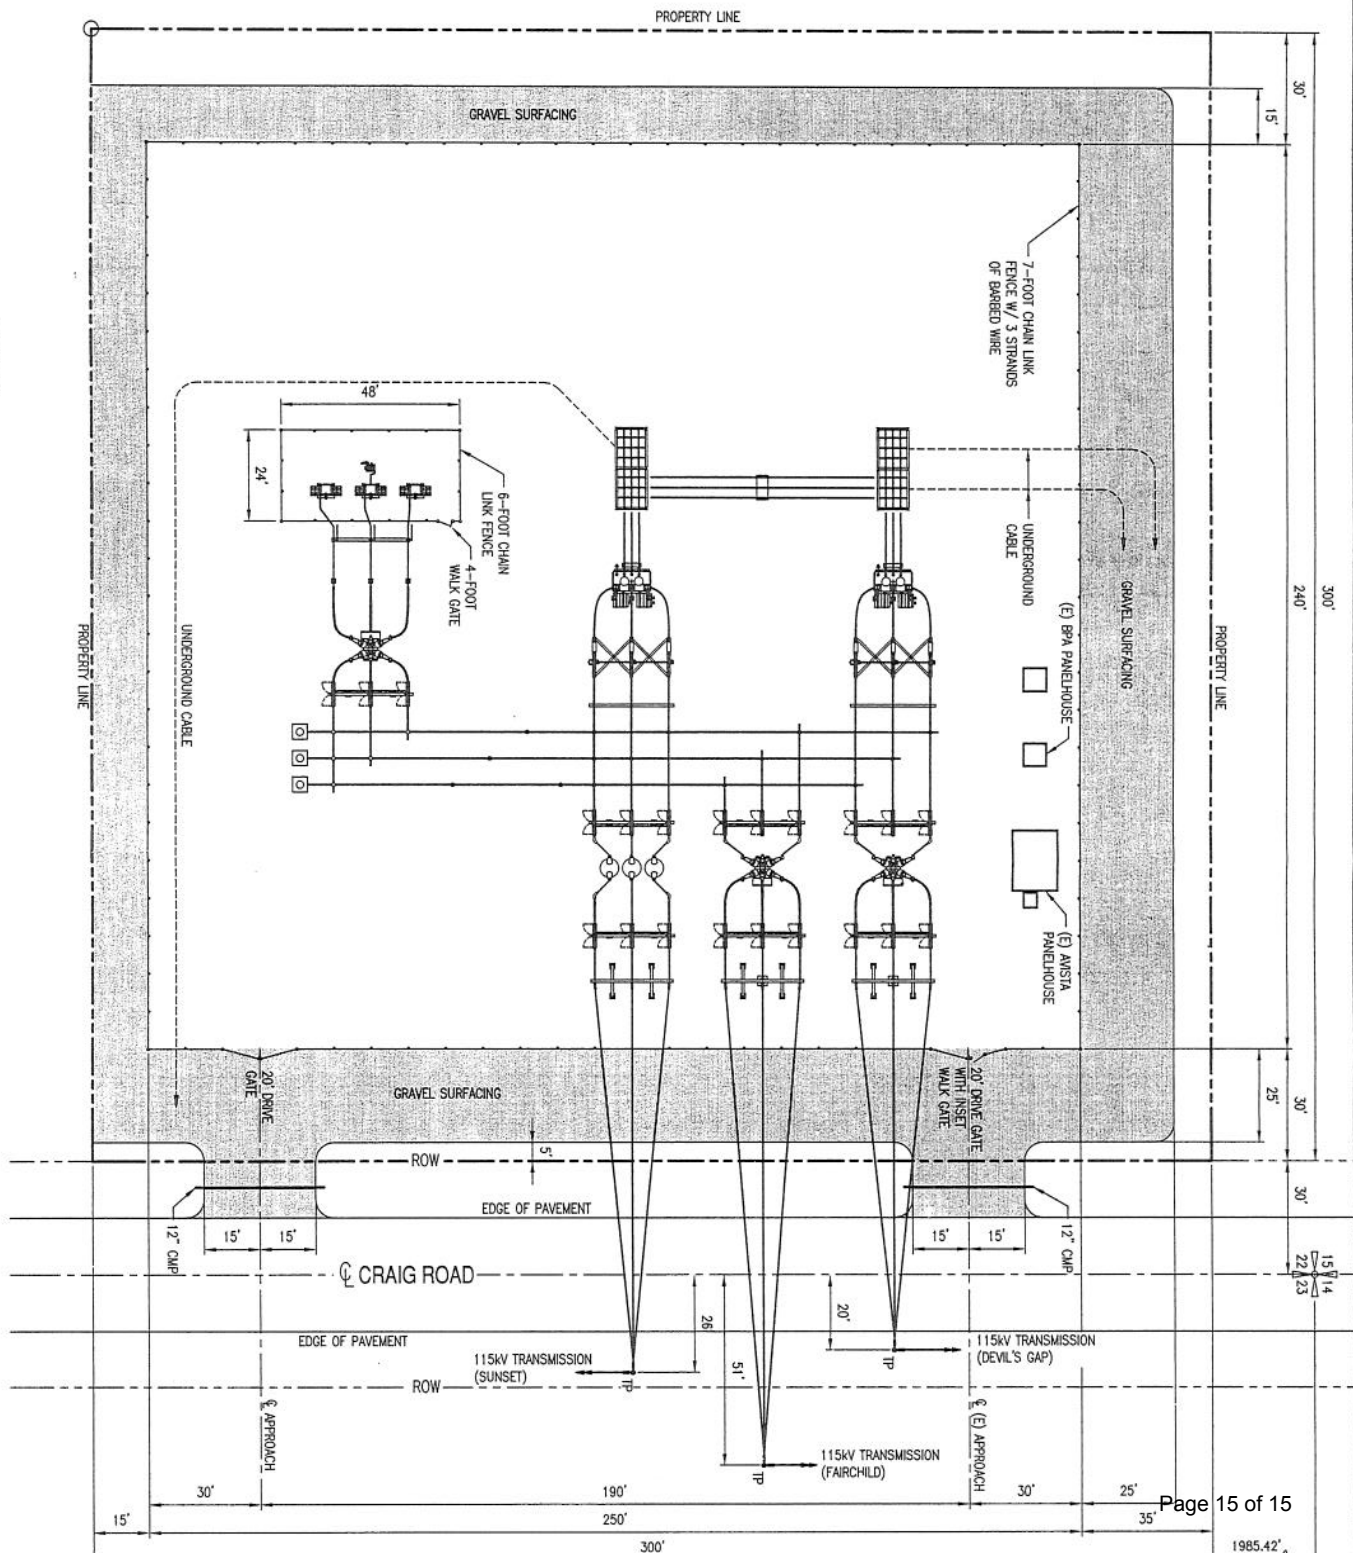 PROPERTY LINE
GRAVEL SURFACING
30'
15'
7-FOOT CHAIN LINK
FENCE W/ 3 STRANDS
OF BARBED WIRE
48'
24'
6-FOOT CHAIN
LINK FENCE
4-FOOT
WALK GATE
UNDERGROUND
CABLE
GRAVEL SURFACING
(E) BPA PANELHOUSE
300'
240'
PROPERTY LINE
PROPERTY LINE
UNDERGROUND CABLE
(E) AVISTA
PANELHOUSE
20' DRIVE
GATE
GRAVEL SURFACING
20' DRIVE GATE
WITH INSET
WALK GATE
25'
30'
5'
ROW
30'
EDGE OF PAVEMENT
12" CMP
15'
15'
15'
15'
12" CMP
℄ CRAIG ROAD
15
14
22
23
26'
51'
20'
EDGE OF PAVEMENT
115kV TRANSMISSION
(SUNSET)
TP
115kV TRANSMISSION
(DEVIL'S GAP)
TP
ROW
℄ APPROACH
℄ (E) APPROACH
115kV TRANSMISSION
(FAIRCHILD)
TP
30'
190'
30'
25'
Page 15 of 15
15'
250'
35'
300'
1985.42'